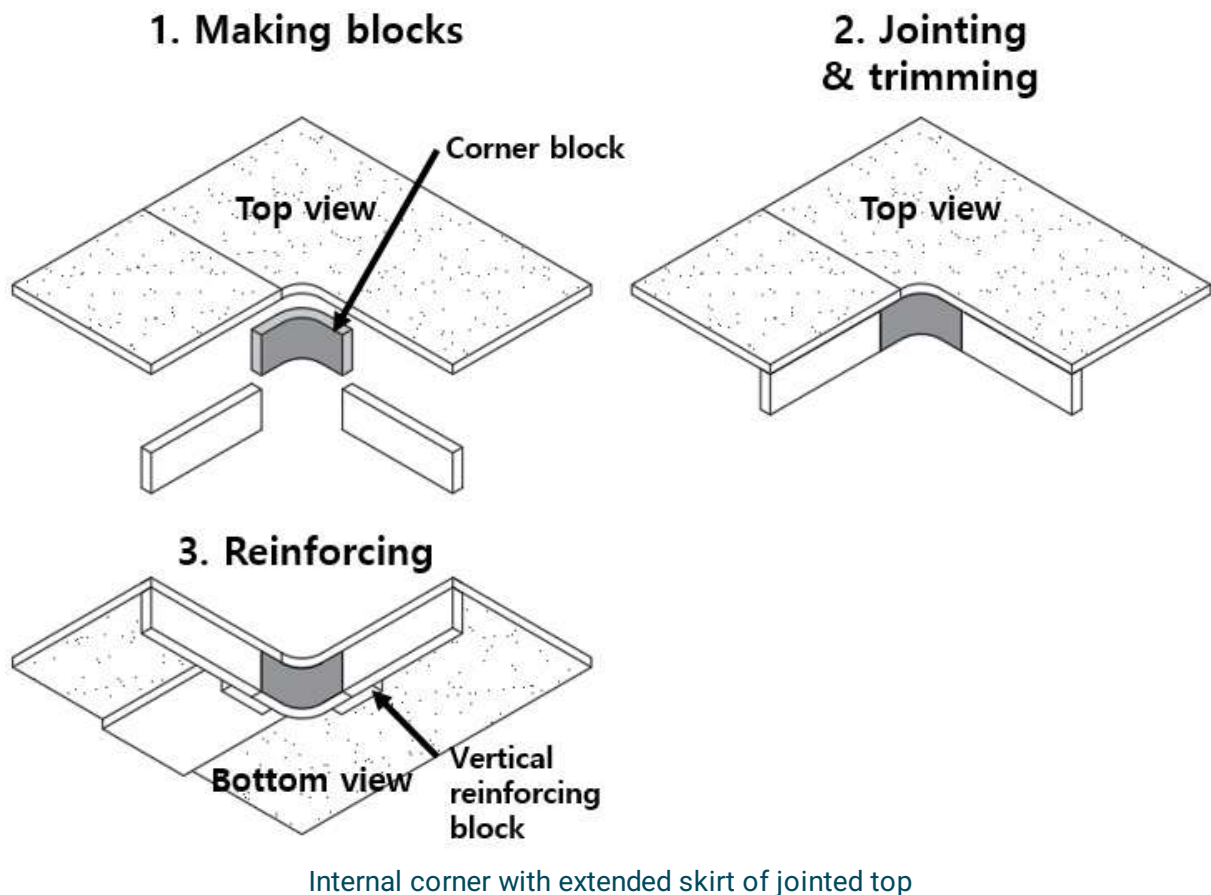 1. Making blocks
Corner block
Top view
2. Jointing
& trimming
Top view
3. Reinforcing
Bottom view
Vertical
reinforcing
block
Internal corner with extended skirt of jointed top